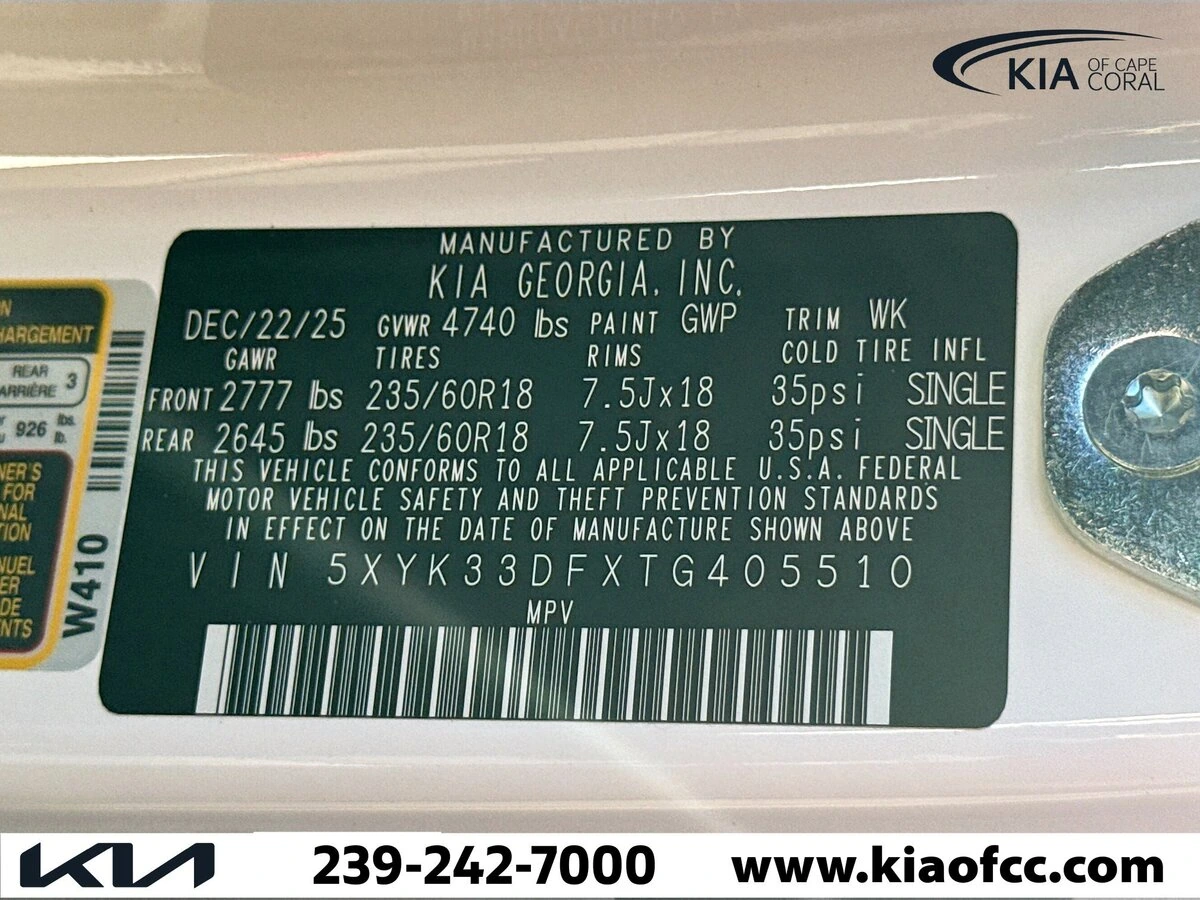 KIA OF CAPE CORAL
MANUFACTURED BY
KIA GEORGIA, INC.
DEC/22/25 GVWR 4740 lbs PAINT GWP TRIM WK
GAWR TIRES RIMS COLD TIRE INFL
FRONT 2777 lbs 235/60R18 7.5Jx18 35psi SINGLE
REAR 2645 lbs 235/60R18 7.5Jx18 35psi SINGLE
THIS VEHICLE CONFORMS TO ALL APPLICABLE U.S.A. FEDERAL
MOTOR VEHICLE SAFETY AND THEFT PREVENTION STANDARDS
IN EFFECT ON THE DATE OF MANUFACTURE SHOWN ABOVE
VIN 5XYK33DFXTG405510
MPV
REAR
ARRIÈRE 3
926 lbs.
lb.
W410
KIA 239-242-7000 www.kiaofcc.com